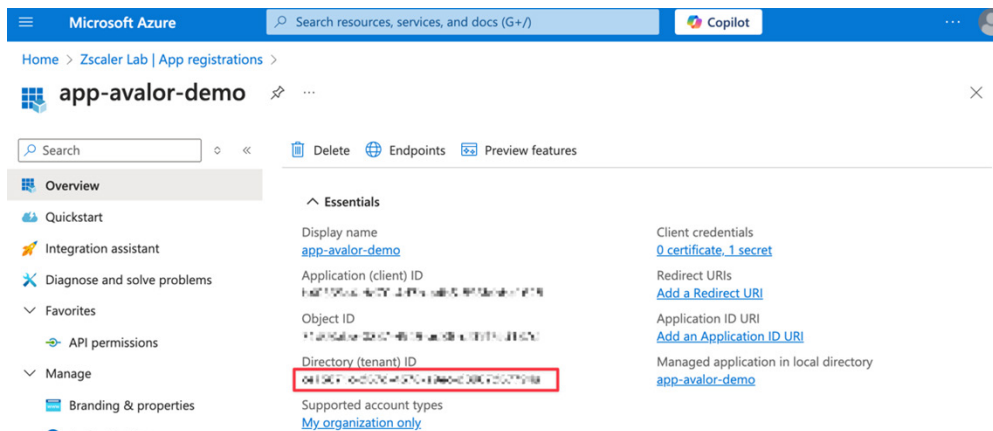 Microsoft Azure
Search resources, services, and docs (G+/)
Copilot
Home > Zscaler Lab | App registrations >
app-avalor-demo
Search
Delete
Endpoints
Preview features
Overview
Quickstart
Integration assistant
Diagnose and solve problems
Favorites
API permissions
Manage
Branding & properties
Essentials
Display name
app-avalor-demo
Application (client) ID
Object ID
Directory (tenant) ID
Supported account types
My organization only
Client credentials
0 certificate, 1 secret
Redirect URIs
Add a Redirect URI
Application ID URI
Add an Application ID URI
Managed application in local directory
app-avalor-demo